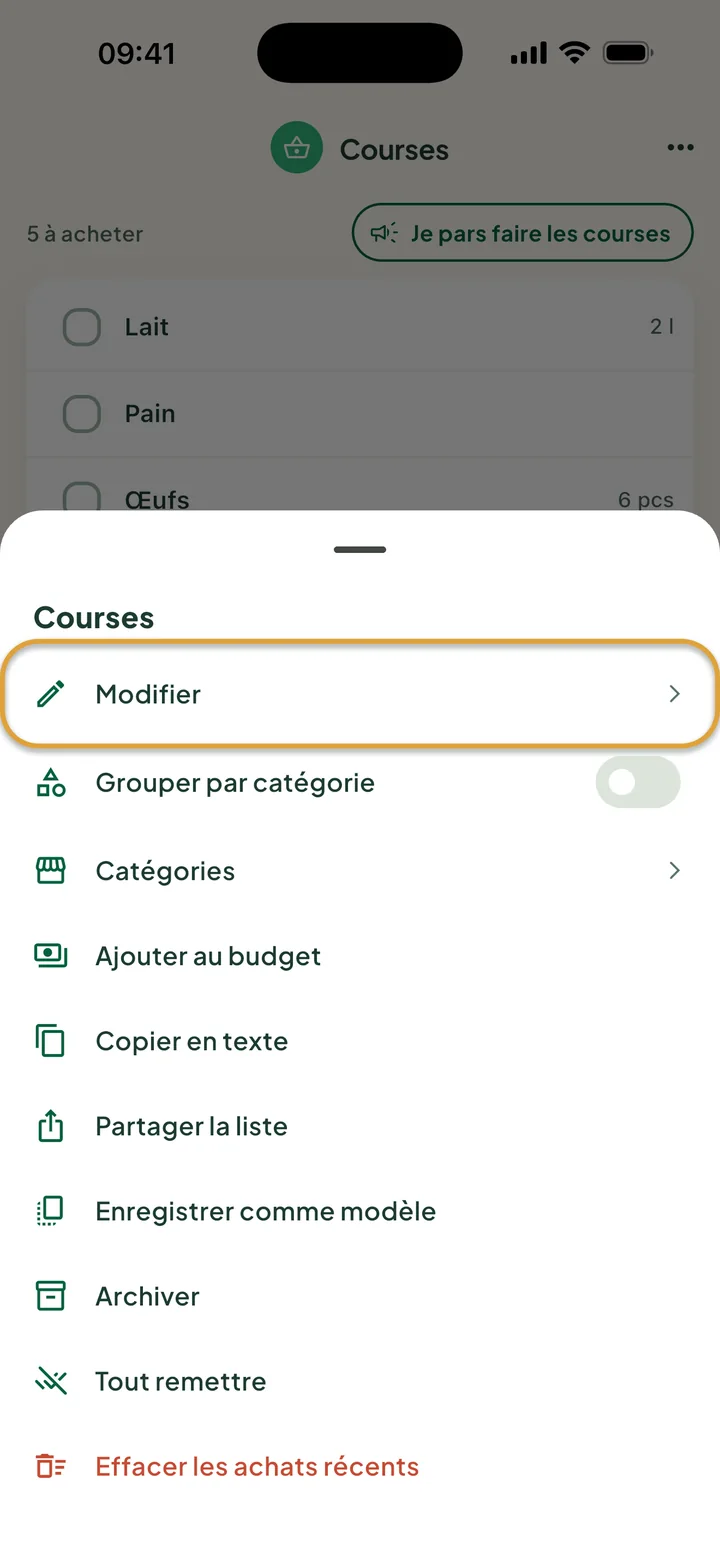 09:41
Courses
5 à acheter
Je pars faire les courses
Lait 2 l
Pain
Œufs 6 pcs
Courses
Modifier
Grouper par catégorie
Catégories
Ajouter au budget
Copier en texte
Partager la liste
Enregistrer comme modèle
Archiver
Tout remettre
Effacer les achats récents